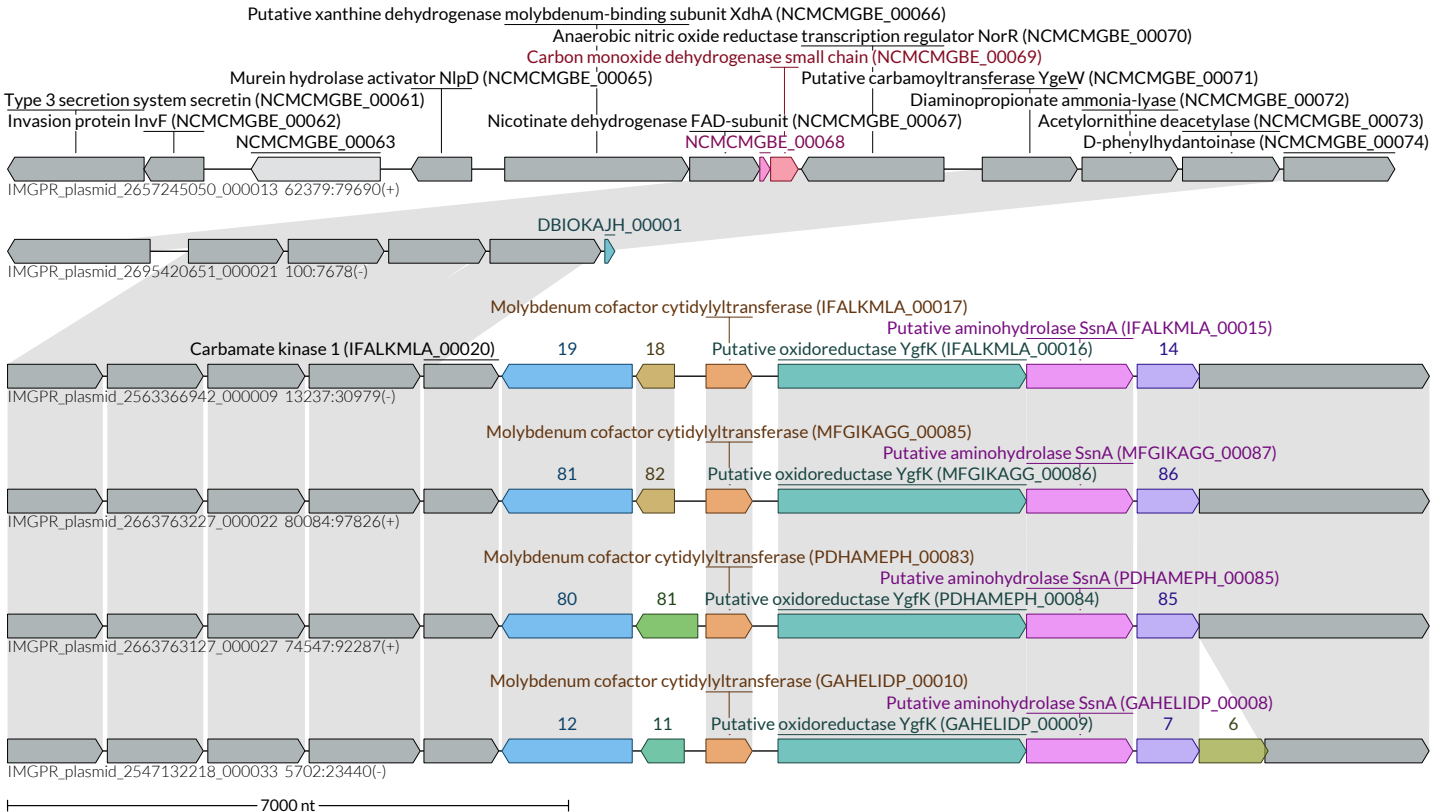 Putative xanthine dehydrogenase molybdenum-binding subunit XdhA (NCMCMGBE_00066)
Anaerobic nitric oxide reductase transcription regulator NorR (NCMCMGBE_00070)
Carbon monoxide dehydrogenase small chain (NCMCMGBE_00069)
Murein hydrolase activator NlpD (NCMCMGBE_00065) Putative carbamoyltransferase YgeW (NCMCMGBE_00071)
Type 3 secretion system secretin (NCMCMGBE_00061) Diaminopropionate ammonia-lyase (NCMCMGBE_00072)
Invasion protein InvF (NCMCMGBE_00062) Nicotinate dehydrogenase FAD-subunit (NCMCMGBE_00067) Acetylornithine deacetylase (NCMCMGBE_00073)
NCMCMGBE_00063 NCMCMGBE_00068 D-phenylhydantoinase (NCMCMGBE_00074)
IMGPR_plasmid_2657245050_000013 62379:79690(+)
DBIOKAJH_00001
IMGPR_plasmid_2695420651_000021 100:7678(-)
Molybdenum cofactor cytidylyltransferase (IFALKMLA_00017)
Putative aminohydrolase SsnA (IFALKMLA_00015)
Carbamate kinase 1 (IFALKMLA_00020) 19 18 Putative oxidoreductase YgfK (IFALKMLA_00016) 14
IMGPR_plasmid_2563366942_000009 13237:30979(-)
Molybdenum cofactor cytidylyltransferase (MFGIKAGG_00085)
Putative aminohydrolase SsnA (MFGIKAGG_00087)
81 82 Putative oxidoreductase YgfK (MFGIKAGG_00086) 86
IMGPR_plasmid_2663763227_000022 80084:97826(+)
Molybdenum cofactor cytidylyltransferase (PDHAMEPH_00083)
Putative aminohydrolase SsnA (PDHAMEPH_00085)
80 81 Putative oxidoreductase YgfK (PDHAMEPH_00084) 85
IMGPR_plasmid_2663763127_000027 74547:92287(+)
Molybdenum cofactor cytidylyltransferase (GAHELIDP_00010)
Putative aminohydrolase SsnA (GAHELIDP_00008)
12 11 Putative oxidoreductase YgfK (GAHELIDP_00009) 7 6
IMGPR_plasmid_2547132218_000033 5702:23440(-)
7000 nt